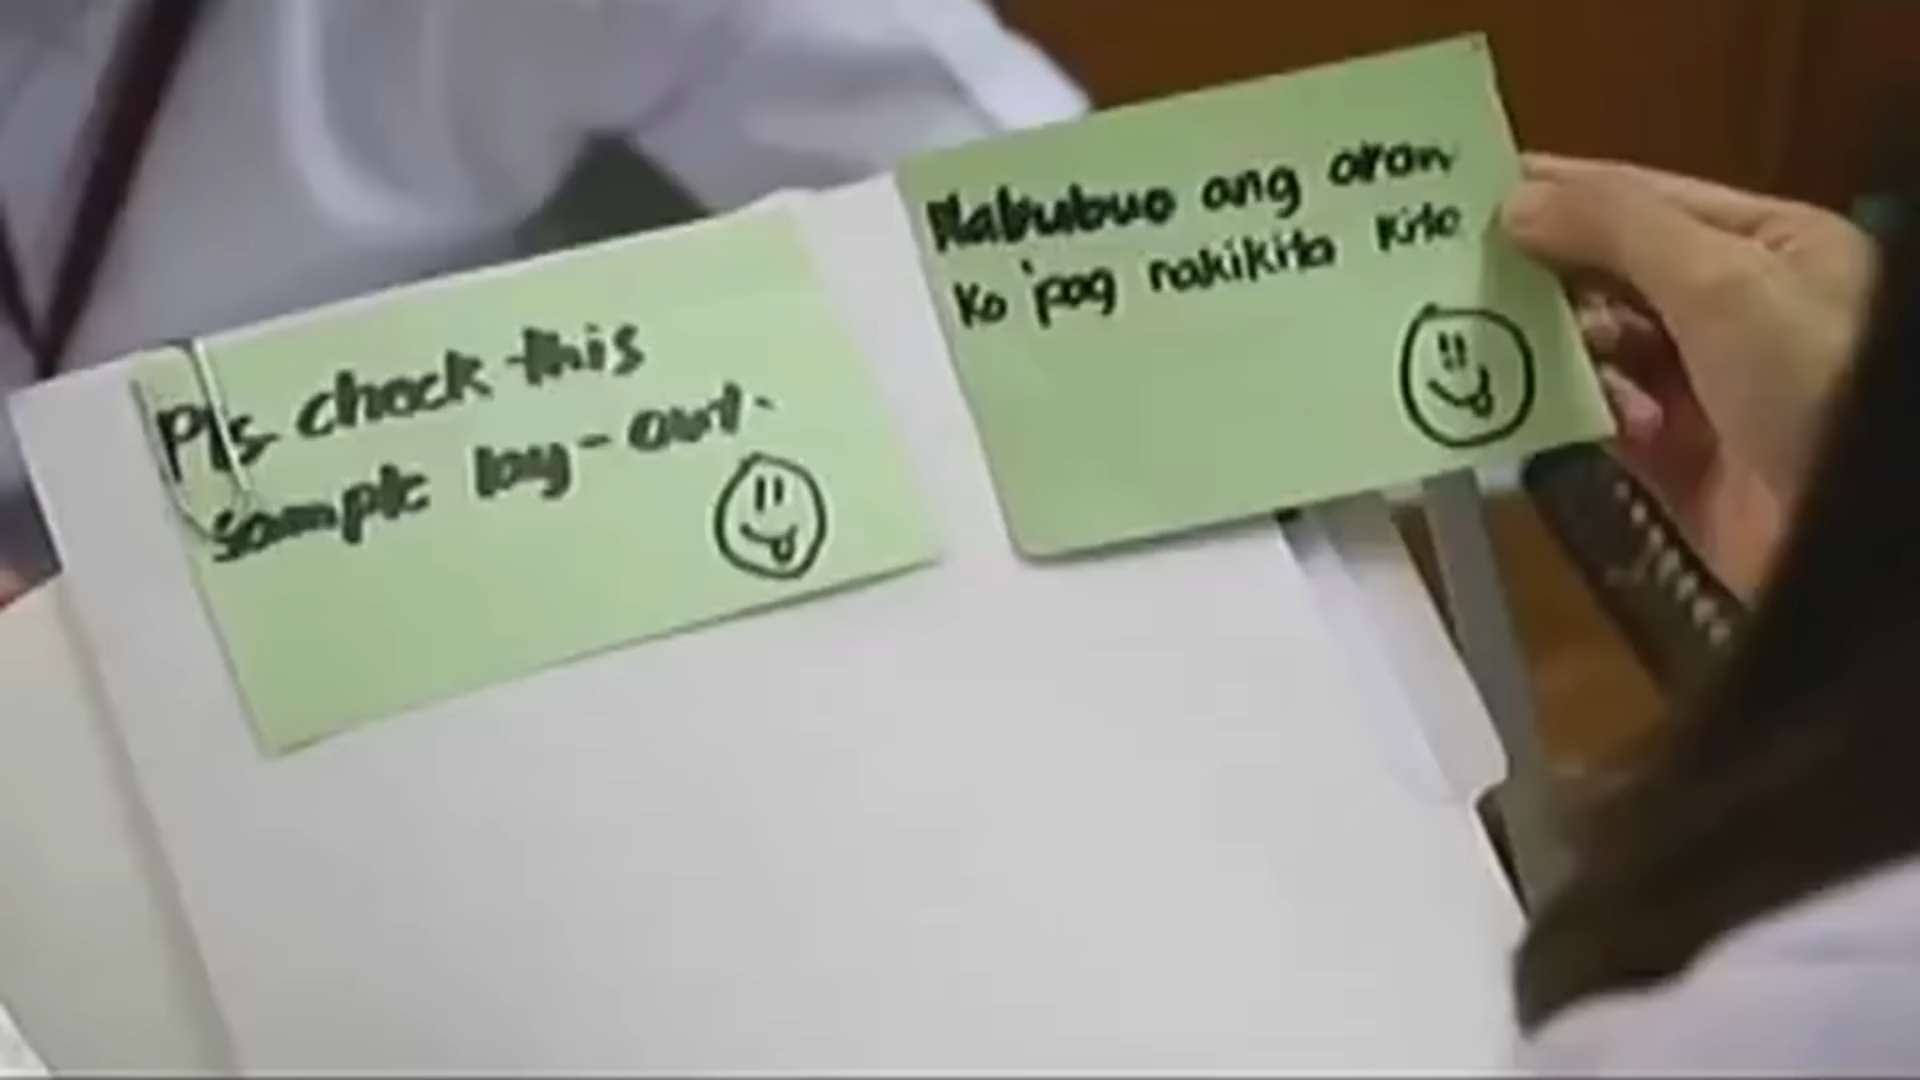 Pls check this
sample lay-out.
Nabubuo ang araw
ko 'pag nakikita kita